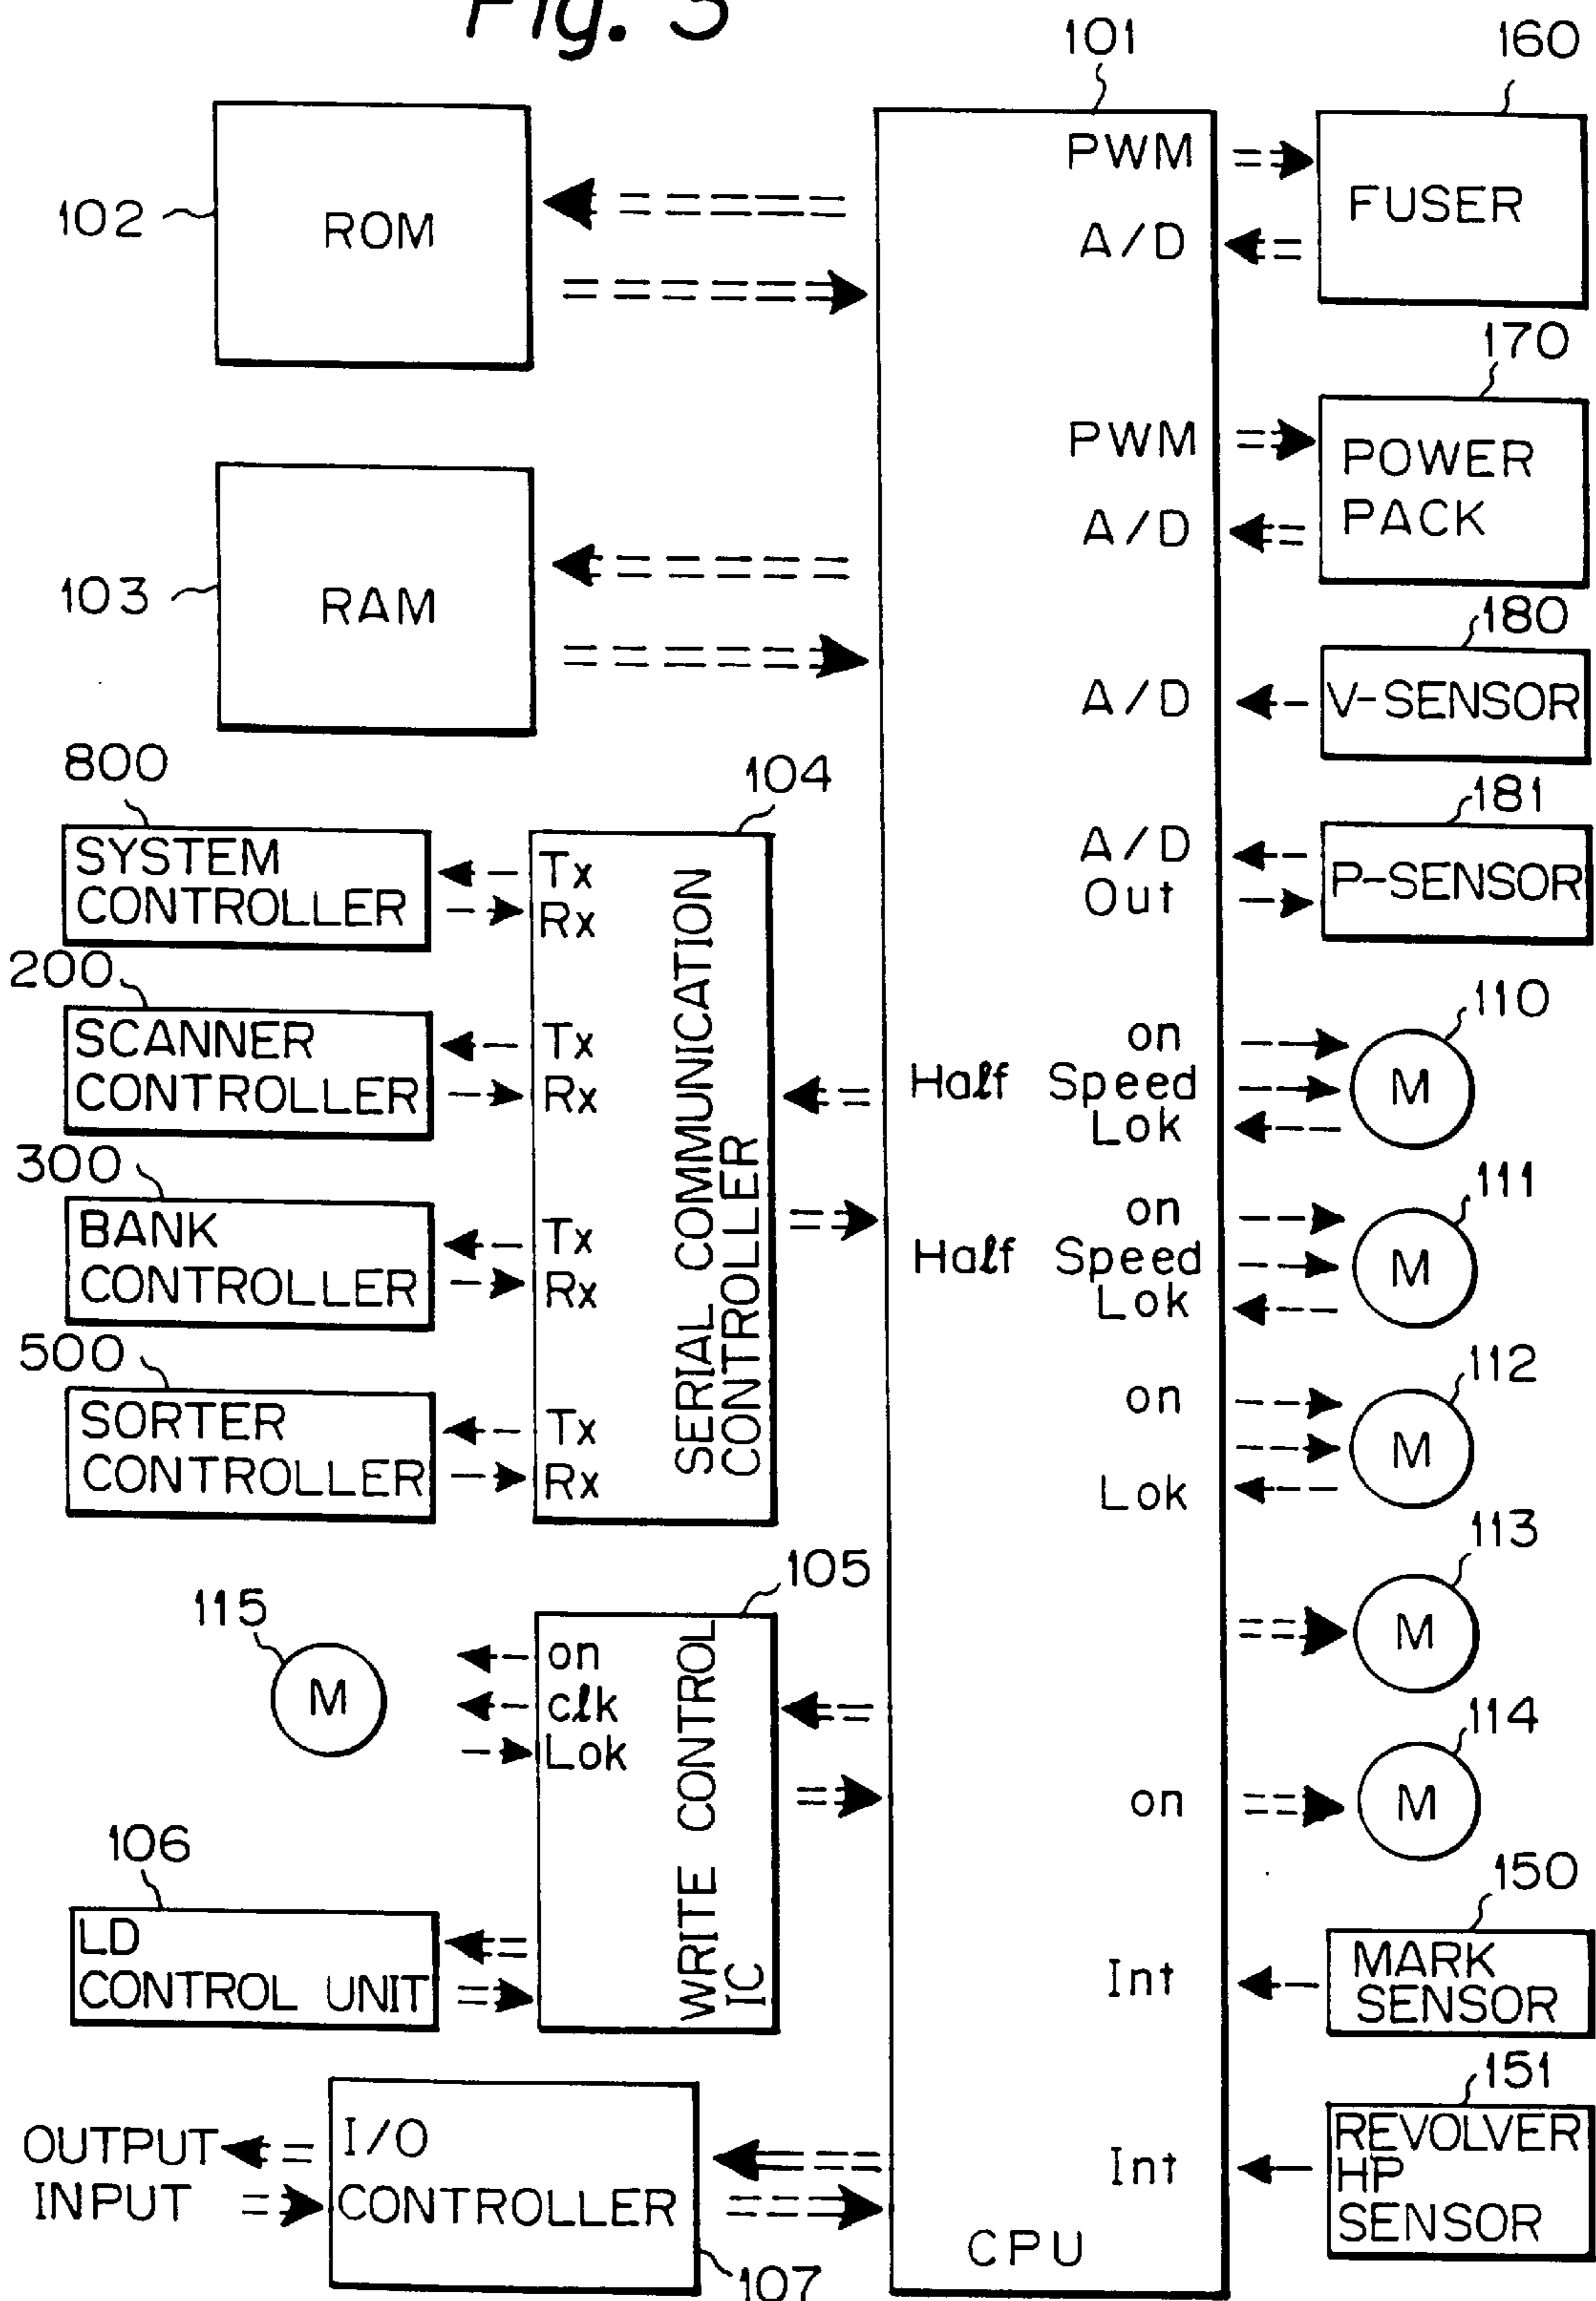 Fig. 3
101
160
PWM
FUSER
A/D
102
ROM
170
PWM
POWER
PACK
A/D
103
RAM
180
A/D
V-SENSOR
181
A/D
Out
P-SENSOR
800
SYSTEM
CONTROLLER
Tx
Rx
104
SERIAL COMMUNICATION
CONTROLLER
200
SCANNER
CONTROLLER
Tx
Rx
300
BANK
CONTROLLER
Tx
Rx
500
SORTER
CONTROLLER
Tx
Rx
110
on
Half Speed
Lok
M
111
on
Half Speed
Lok
M
112
on
Lok
M
113
M
114
on
M
105
WRITE CONTROL
IC
115
M
on
clk
Lok
106
LD
CONTROL UNIT
150
Int
MARK
SENSOR
151
Int
REVOLVER
HP
SENSOR
OUTPUT
INPUT
I/O
CONTROLLER
107
CPU